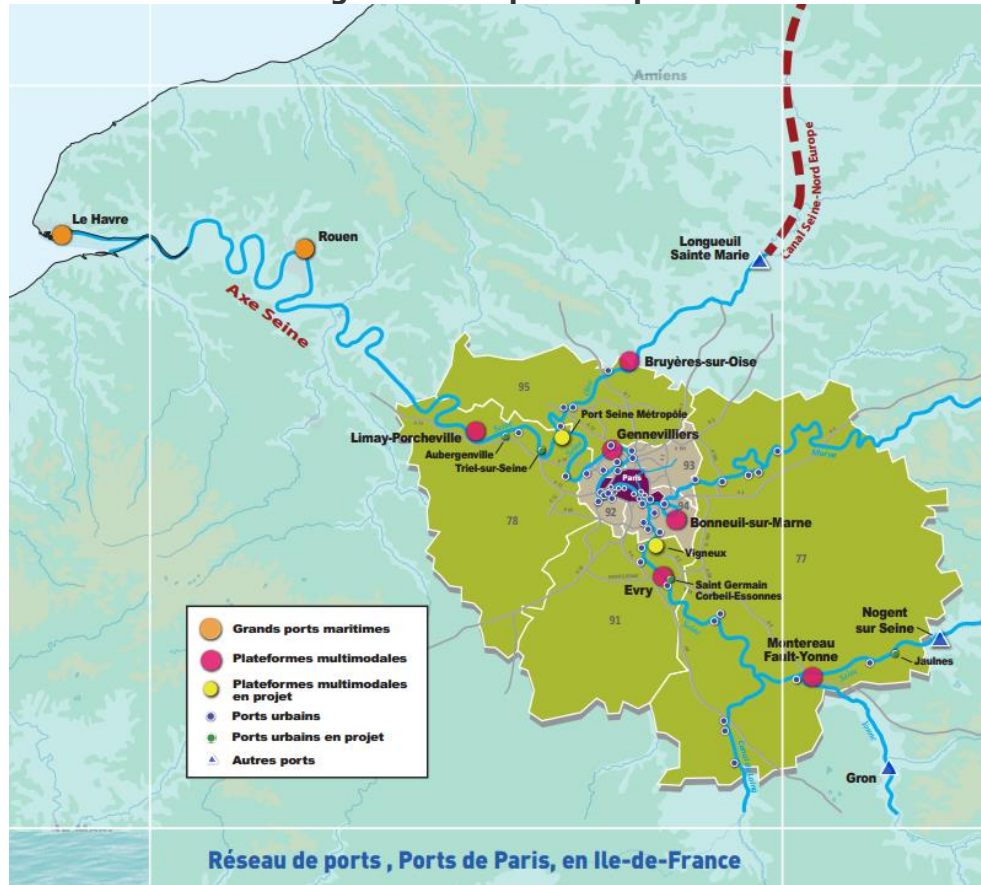 Amiens
Canal Seine-Nord Europe
Le Havre
Rouen
Longueuil
Sainte Marie
Axe Seine
Bruyères-sur-Oise
95
Port Seine Métropôle
Limay-Porcheville
Gennevilliers
Aubergenville
Triel-sur-Seine
93
Marne
Paris
78
92
94
Bonneuil-sur-Marne
Vigneux
77
Evry
Saint Germain
Corbeil-Essonnes
91
Seine
Nogent
sur Seine
Montereau
Fault-Yonne
Jaulnes
Seine
Yonne
Gron
Grands ports maritimes
Plateformes multimodales
Plateformes multimodales
en projet
Ports urbains
Ports urbains en projet
Autres ports
Réseau de ports , Ports de Paris, en Ile-de-France